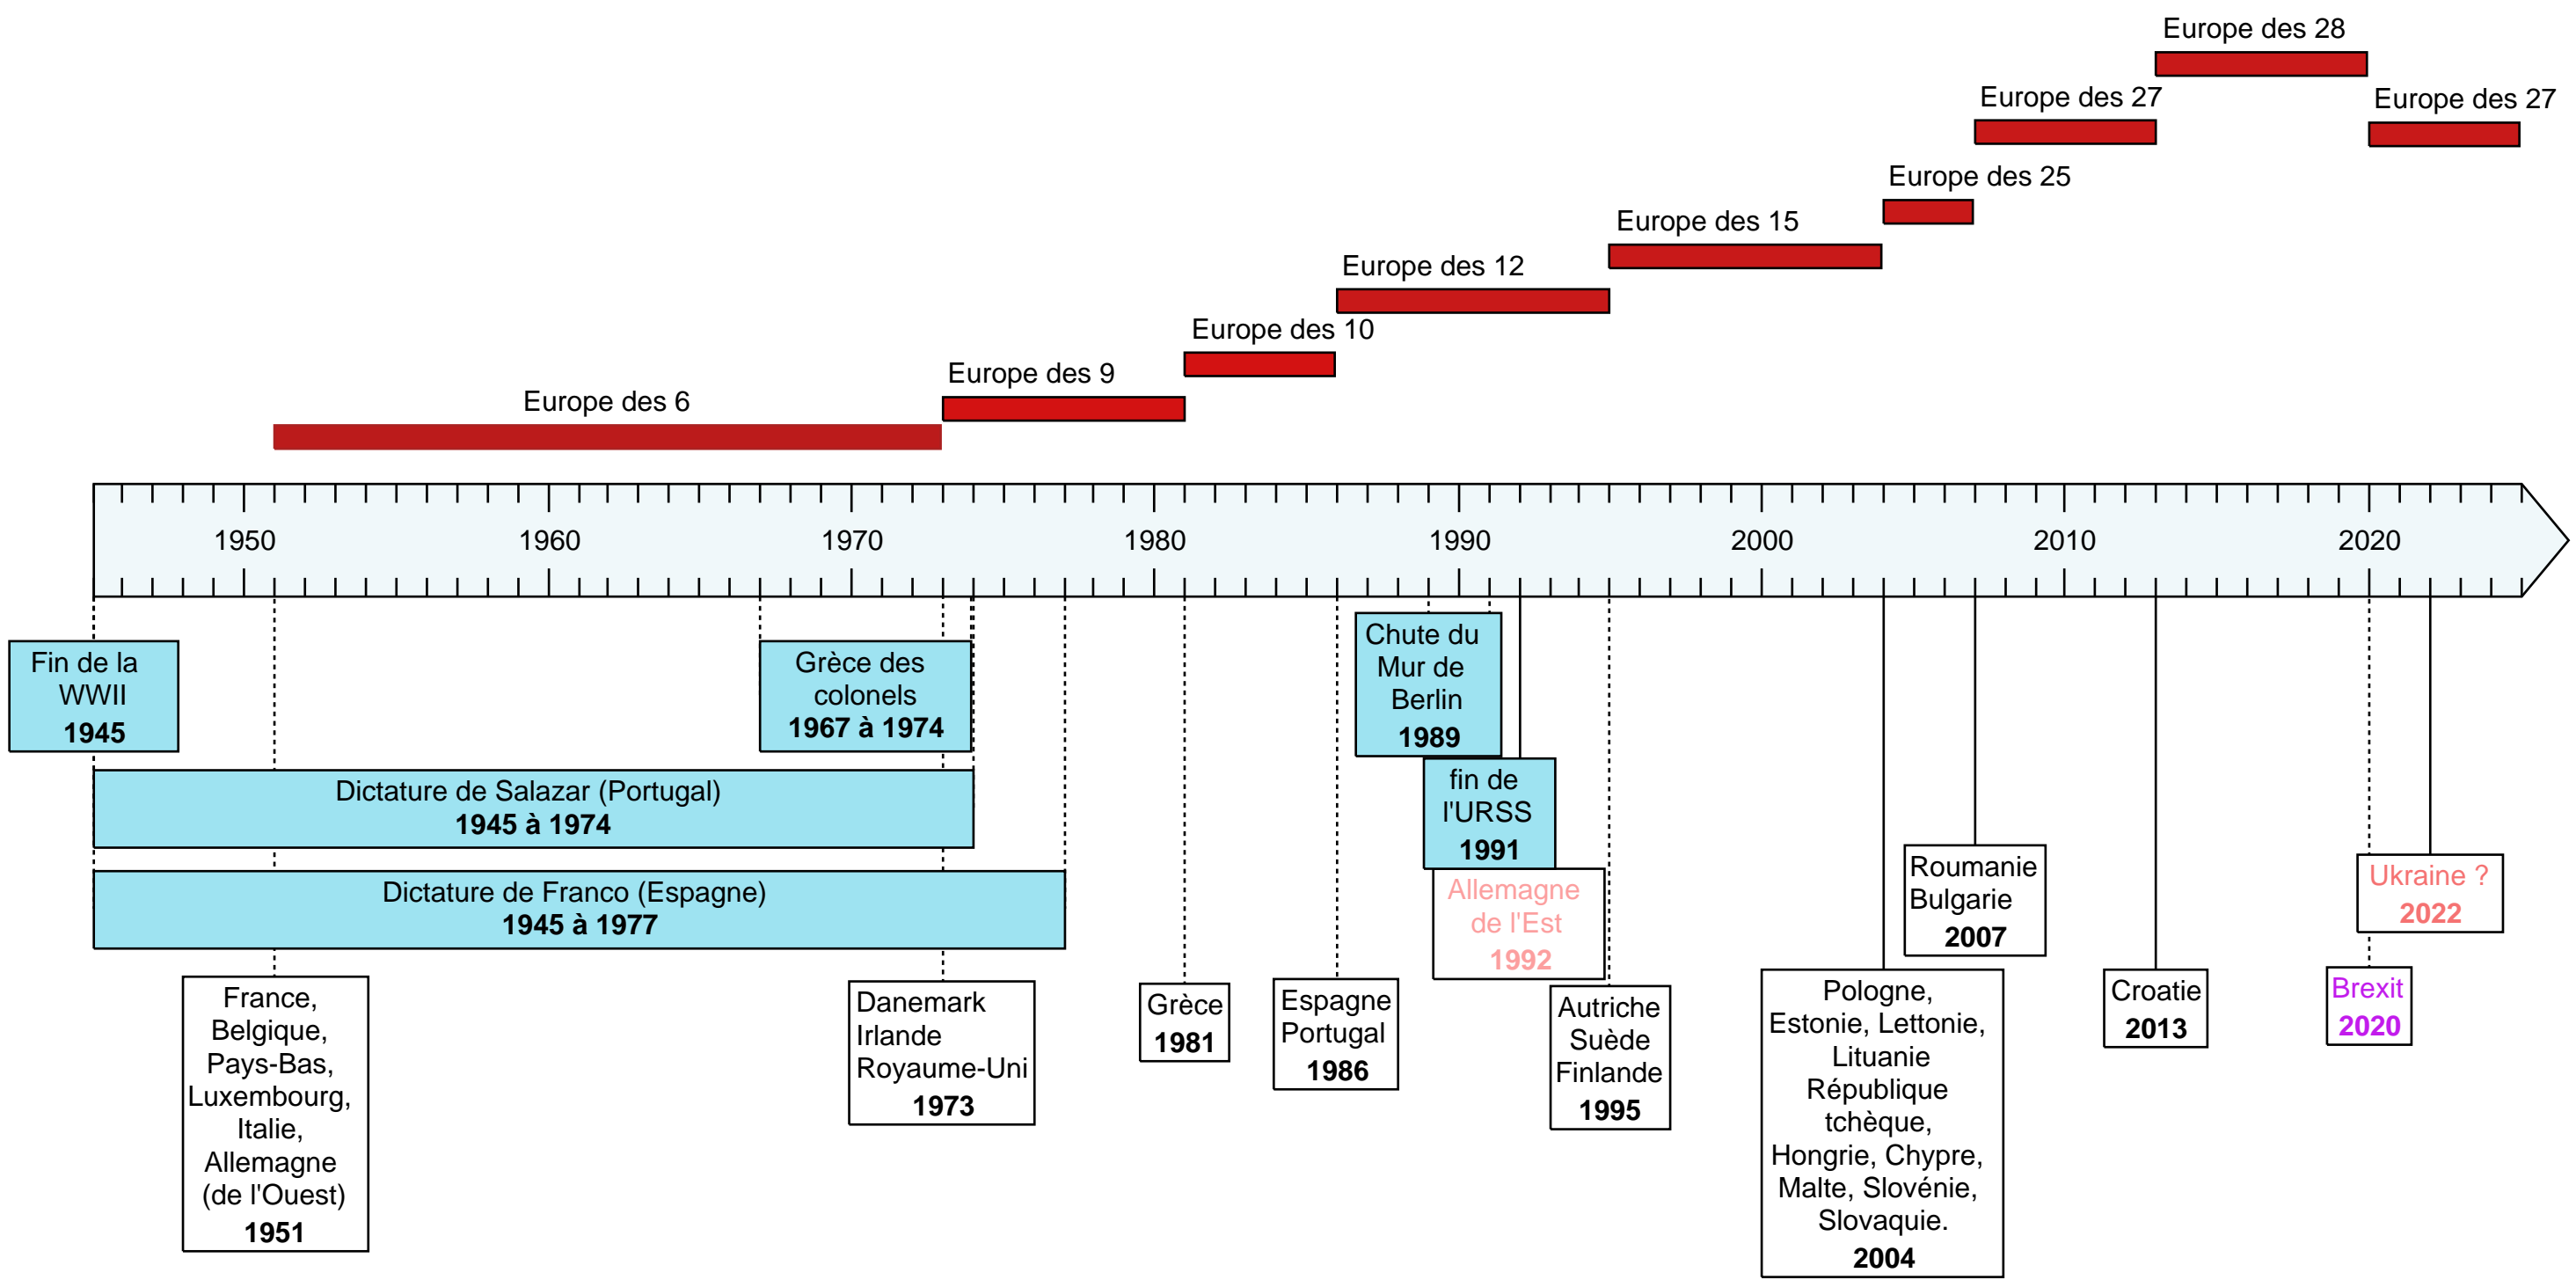 Europe des 28
Europe des 27
Europe des 27
Europe des 25
Europe des 15
Europe des 12
Europe des 10
Europe des 9
Europe des 6
1950
1960
1970
1980
1990
2000
2010
2020
Fin de la
WWII
1945
Grèce des
colonels
1967 à 1974
Dictature de Salazar (Portugal)
1945 à 1974
Dictature de Franco (Espagne)
1945 à 1977
Chute du
Mur de
Berlin
1989
fin de
l'URSS
1991
Allemagne
de l'Est
1992
Roumanie
Bulgarie
2007
Ukraine ?
2022
France,
Belgique,
Pays-Bas,
Luxembourg,
Italie,
Allemagne
(de l'Ouest)
1951
Danemark
Irlande
Royaume-Uni
1973
Grèce
1981
Espagne
Portugal
1986
Autriche
Suède
Finlande
1995
Pologne,
Estonie, Lettonie,
Lituanie
République
tchèque,
Hongrie, Chypre,
Malte, Slovénie,
Slovaquie.
2004
Croatie
2013
Brexit
2020